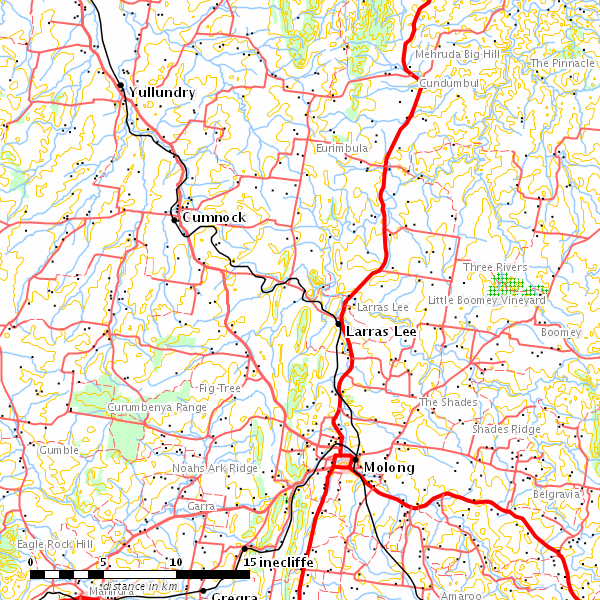 Mehruda Big Hill
The Pinnacle
Cundumbul
Yullundry
Eurimbula
Cumnock
Three Rivers
Little Boomey Vineyard
Larras Lee
Larras Lee
Boomey
Fig Tree
The Shades
Curumbenya Range
Shades Ridge
Gumble
Noahs Ark Ridge
Molong
Belgravia
Garra
Eagle Rock Hill
0 5 10 15
inecliffe
distance in km
Manildra
Gregra
Amaroo